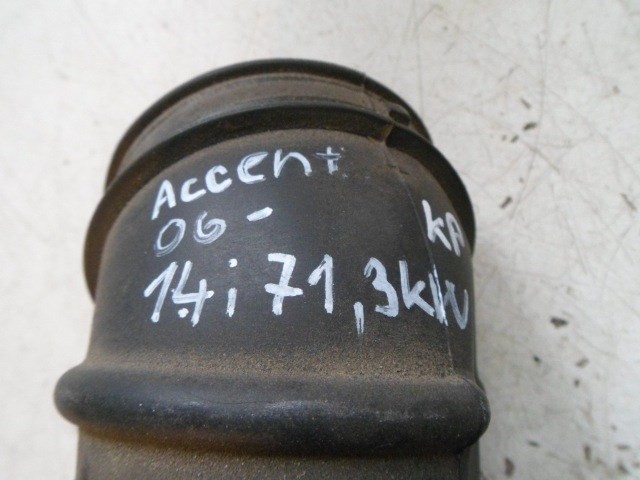 Accent
06-
KA
1.4i 71,3kW